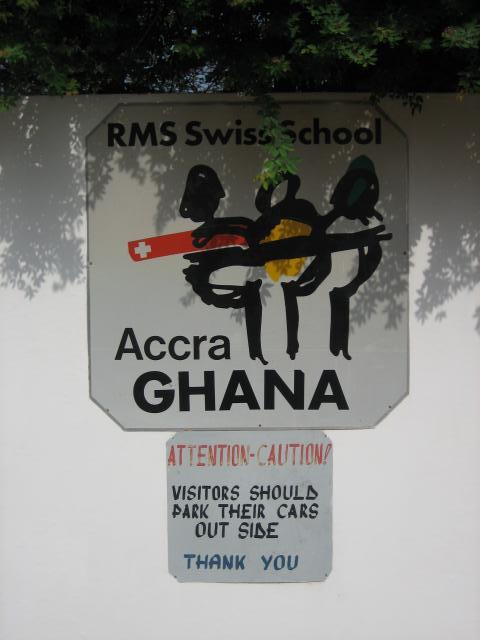 RMS Swiss School
Accra
GHANA
ATTENTION-CAUTION!
VISITORS SHOULD
PARK THEIR CARS
OUT SIDE
THANK YOU